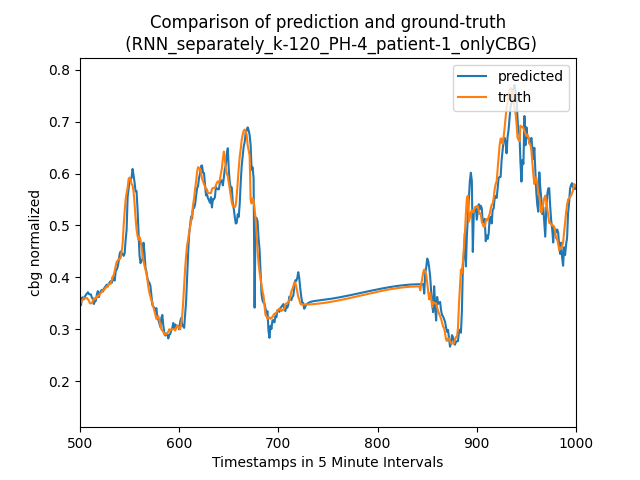 Comparison of prediction and ground-truth
(RNN_separately_k-120_PH-4_patient-1_onlyCBG)
predicted
truth
0.8
0.7
0.6
0.5
0.4
0.3
0.2
cbg normalized
500
600
700
800
900
1000
Timestamps in 5 Minute Intervals